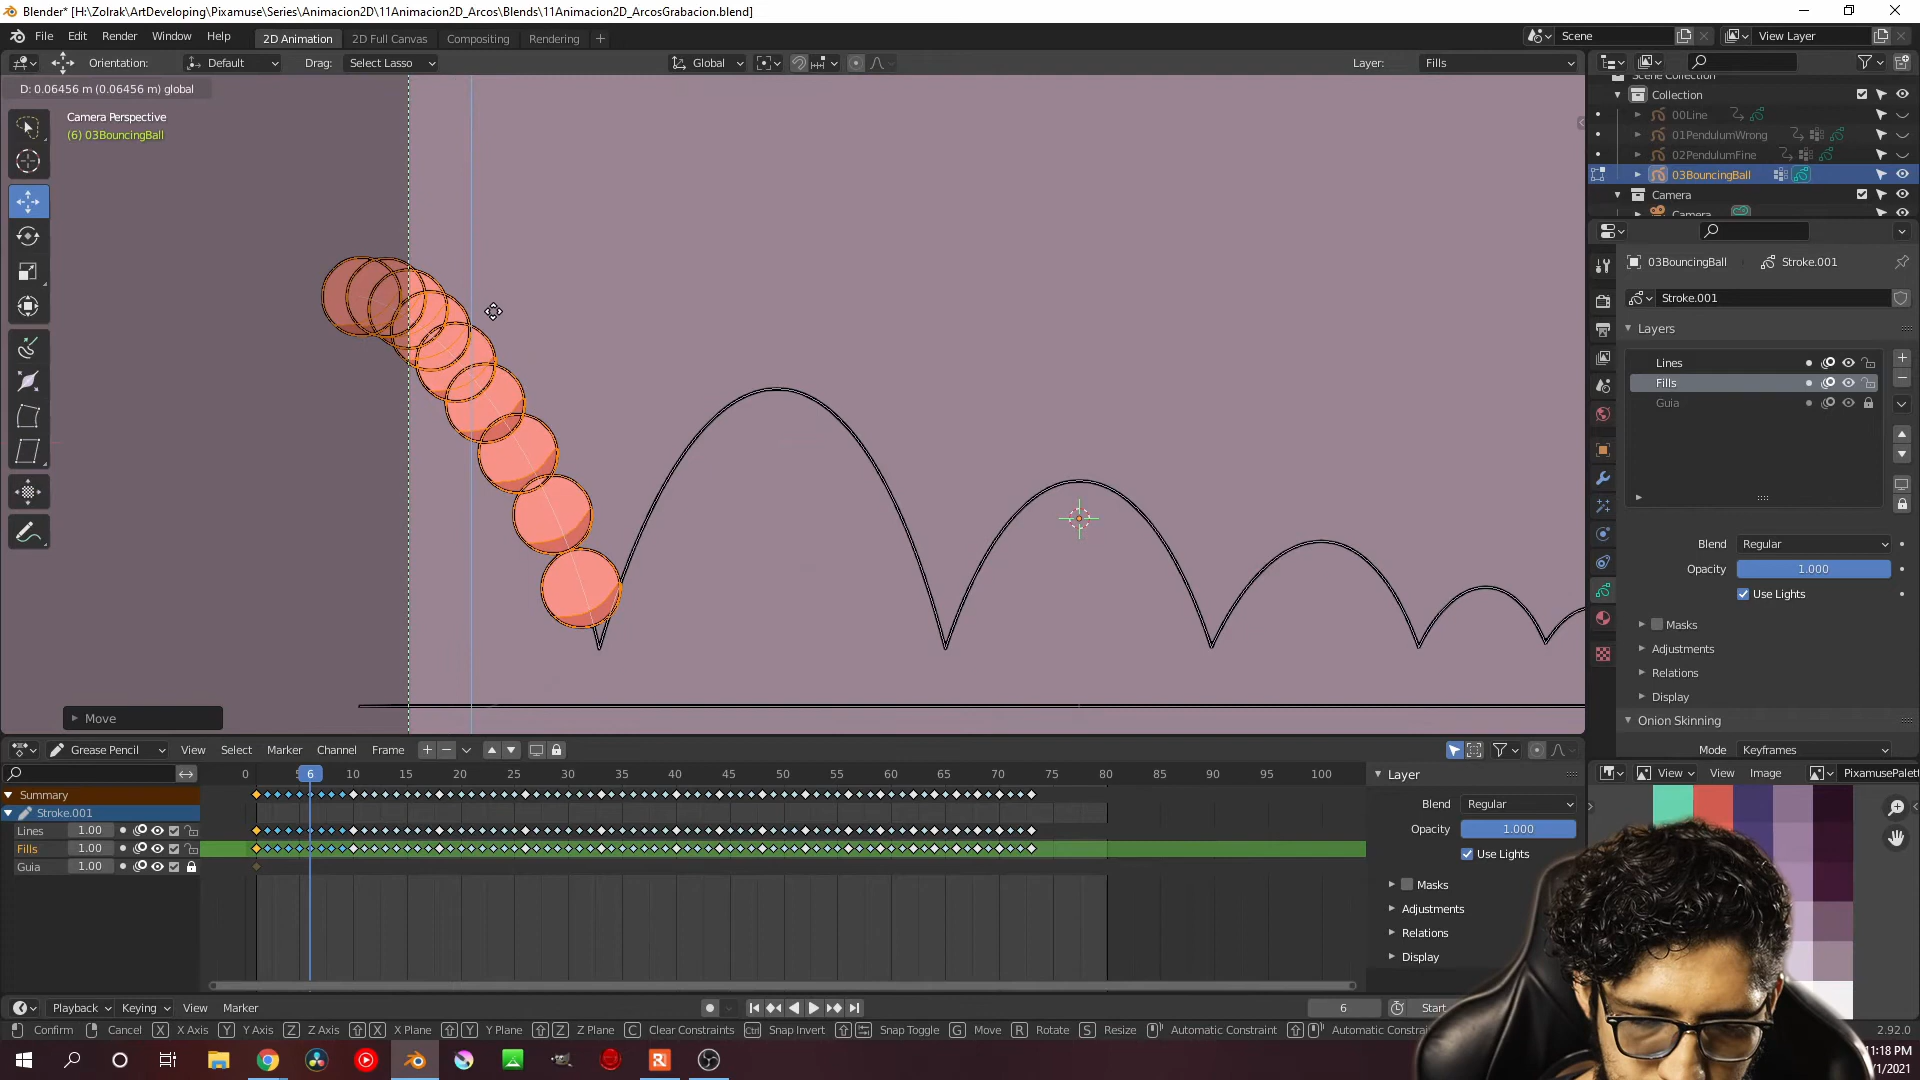 Blender* [H:\Zolrak\ArtDeveloping\Pixamuse\Series\Animacion2D\11Animacion2D_Arcos\Blends\11Animacion2D_ArcosGrabacion.blend]
File Edit Render Window Help 2D Animation 2D Full Canvas Compositing Rendering + Scene View Layer
Orientation: Default Drag: Select Lasso Global Layer: Fills
Scene Collection
D: 0.06456 m (0.06456 m) global
Collection
Camera Perspective
00Line
(6) 03BouncingBall
01PendulumWrong
02PendulumFine
03BouncingBall
Camera
Camera
03BouncingBall Stroke.001
Stroke.001
Layers
Lines
Fills
Guia
Blend Regular
Opacity 1.000
Use Lights
Masks
Adjustments
Relations
Display
Move
Onion Skinning
Grease Pencil View Select Marker Channel Frame
Mode Keyframes
0 5 6 10 15 20 25 30 35 40 45 50 55 60 65 70 75 80 85 90 95 100
Layer
View View Image PixamusePalett
Summary
Blend Regular
Stroke.001
Lines 1.00
Opacity 1.000
Fills 1.00
Use Lights
Guia 1.00
Masks
Adjustments
Relations
Display
Playback Keying View Marker 6 Start
Confirm Cancel X X Axis Y Y Axis Z Z Axis X X Plane Y Y Plane Z Z Plane C Clear Constraints Ctrl Snap Invert Snap Toggle G Move R Rotate S Resize Automatic Constraint Automatic Constrai 2.92.0
11:18 PM
/1/2021